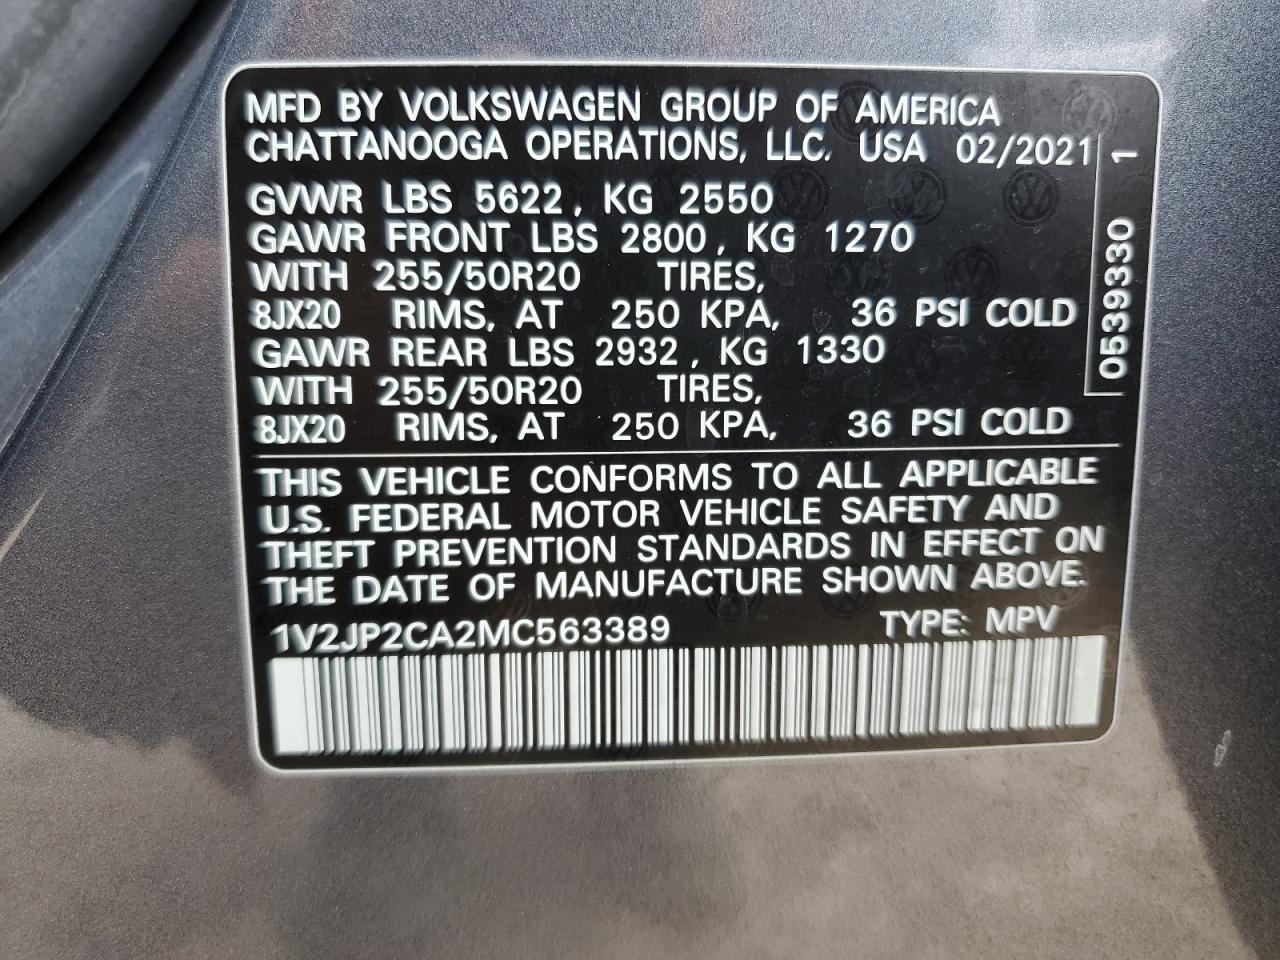 MFD BY VOLKSWAGEN GROUP OF AMERICA
CHATTANOOGA OPERATIONS, LLC. USA 02/2021
GVWR LBS 5622, KG 2550
GAWR FRONT LBS 2800, KG 1270
WITH 255/50R20 TIRES,
8JX20 RIMS, AT 250 KPA, 36 PSI COLD
GAWR REAR LBS 2932, KG 1330
WITH 255/50R20 TIRES,
8JX20 RIMS, AT 250 KPA, 36 PSI COLD
0539330 1
THIS VEHICLE CONFORMS TO ALL APPLICABLE
U.S. FEDERAL MOTOR VEHICLE SAFETY AND
THEFT PREVENTION STANDARDS IN EFFECT ON
THE DATE OF MANUFACTURE SHOWN ABOVE.
1V2JP2CA2MC563389 TYPE: MPV